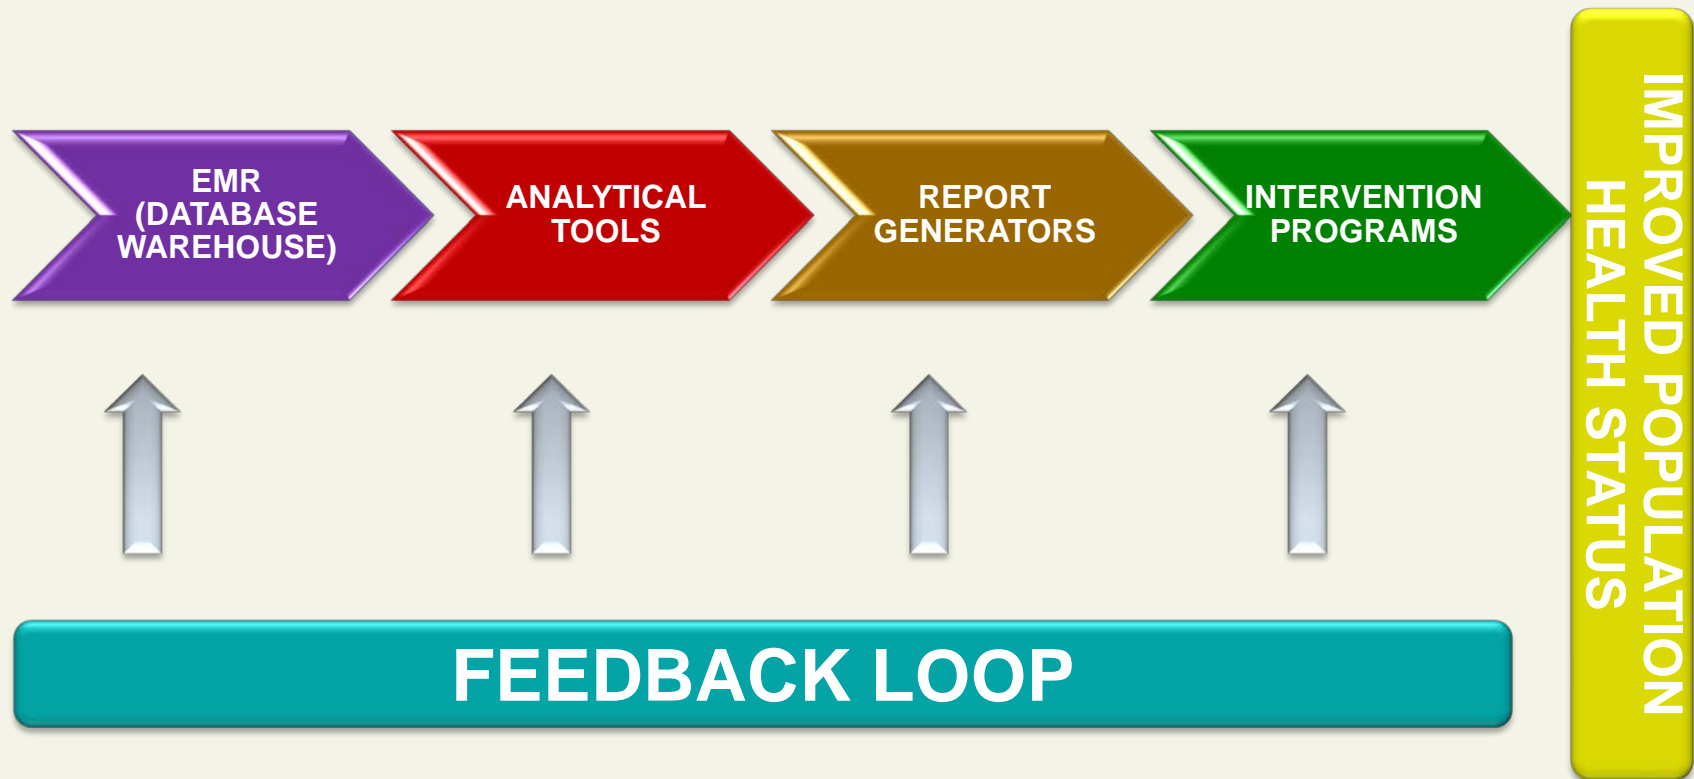 EMR
(DATABASE
WAREHOUSE)
ANALYTICAL
TOOLS
REPORT
GENERATORS
INTERVENTION
PROGRAMS
IMPROVED POPULATION
HEALTH STATUS
FEEDBACK LOOP